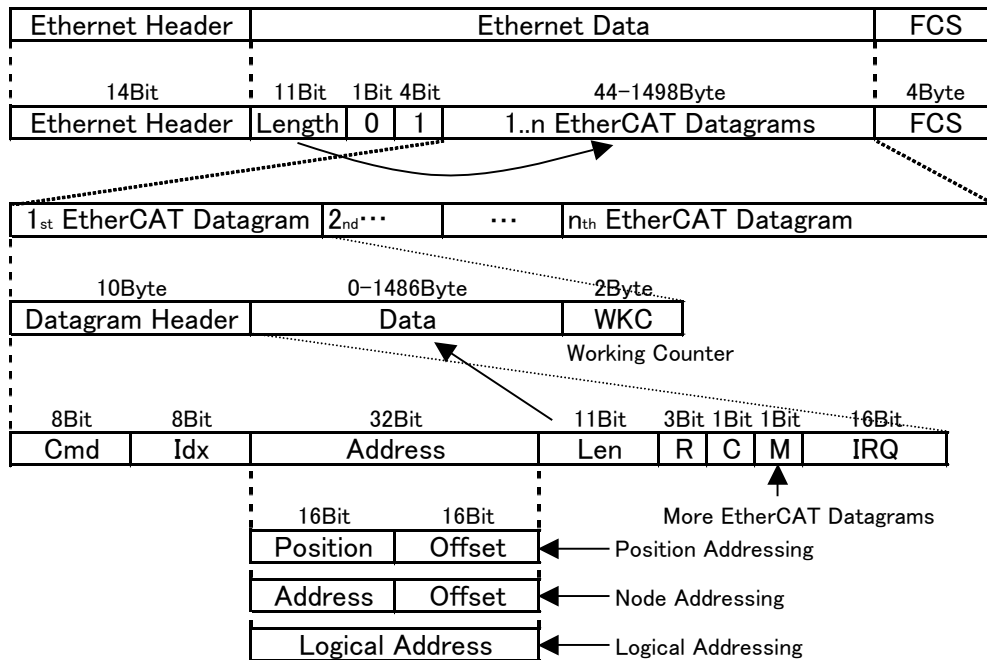 Ethernet Header Ethernet Data FCS
14Bit 11Bit 1Bit 4Bit 44-1498Byte 4Byte
Ethernet Header Length 0 1 1..n EtherCAT Datagrams FCS
1st EtherCAT Datagram 2nd… … nth EtherCAT Datagram
10Byte 0-1486Byte 2Byte
Datagram Header Data WKC
Working Counter
8Bit 8Bit 32Bit 11Bit 3Bit 1Bit 1Bit 16Bit
Cmd Idx Address Len R C M IRQ
More EtherCAT Datagrams
16Bit 16Bit
Position Offset Position Addressing
Address Offset Node Addressing
Logical Address Logical Addressing